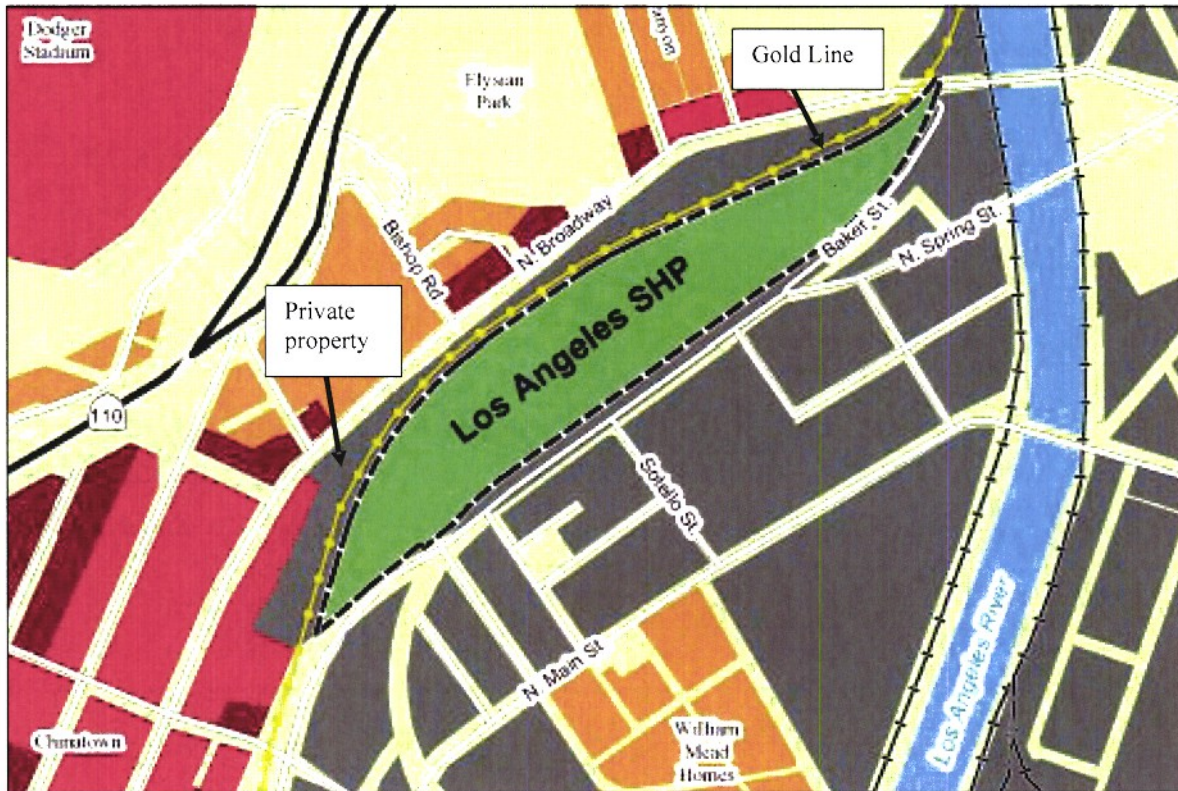 Dodger
Stadium
Elysian
Park
Gold Line
Bishop Rd
N. Broadway
Baker St.
N. Spring St.
Private
property
Los Angeles SHP
110
Sotello St.
N. Main St
Los Angeles River
Chinatown
William
Mead
Homes